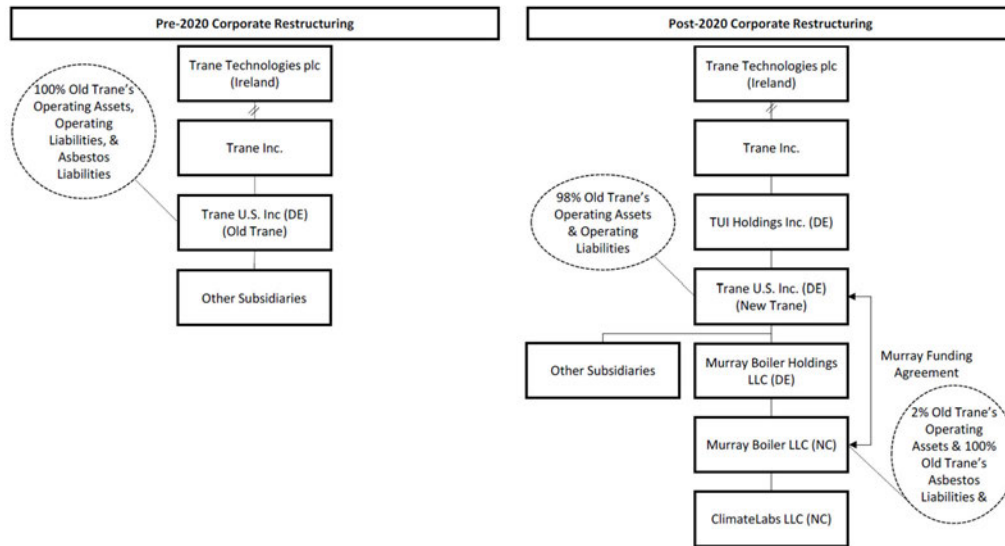 Pre-2020 Corporate Restructuring
Trane Technologies plc
(Ireland)
100% Old Trane's
Operating Assets,
Operating
Liabilities, &
Asbestos
Liabilities
Trane Inc.
Trane U.S. Inc (DE)
(Old Trane)
Other Subsidiaries
Post-2020 Corporate Restructuring
Trane Technologies plc
(Ireland)
Trane Inc.
98% Old Trane's
Operating Assets
& Operating
Liabilities
TUI Holdings Inc. (DE)
Trane U.S. Inc. (DE)
(New Trane)
Other Subsidiaries
Murray Boiler Holdings
LLC (DE)
Murray Funding
Agreement
Murray Boiler LLC (NC)
2% Old Trane's
Operating
Assets & 100%
Old Trane's
Asbestos
Liabilities &
ClimateLabs LLC (NC)